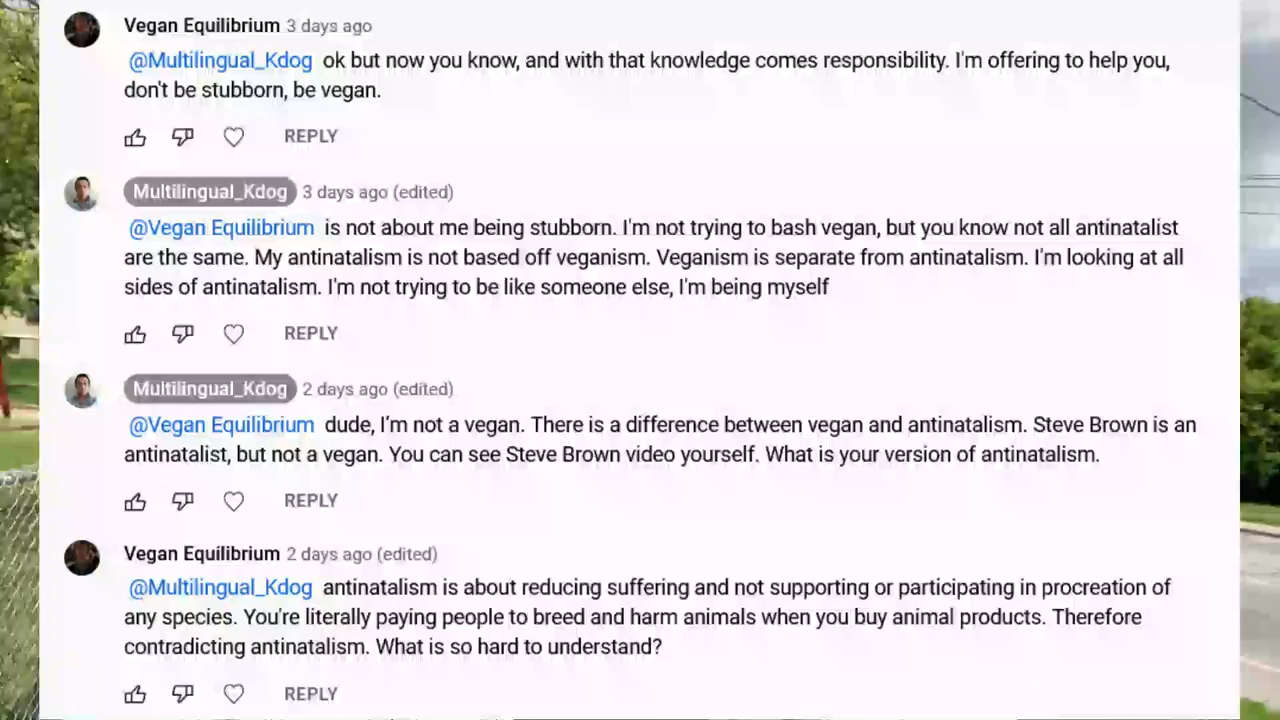 Vegan Equilibrium 3 days ago
@Multilingual_Kdog ok but now you know, and with that knowledge comes responsibility. I'm offering to help you,
don't be stubborn, be vegan.
REPLY
Multilingual_Kdog 3 days ago (edited)
@Vegan Equilibrium is not about me being stubborn. I'm not trying to bash vegan, but you know not all antinatalist
are the same. My antinatalism is not based off veganism. Veganism is separate from antinatalism. I'm looking at all
sides of antinatalism. I'm not trying to be like someone else, I'm being myself
REPLY
Multilingual_Kdog 2 days ago (edited)
@Vegan Equilibrium dude, I'm not a vegan. There is a difference between vegan and antinatalism. Steve Brown is an
antinatalist, but not a vegan. You can see Steve Brown video yourself. What is your version of antinatalism.
REPLY
Vegan Equilibrium 2 days ago (edited)
@Multilingual_Kdog antinatalism is about reducing suffering and not supporting or participating in procreation of
any species. You're literally paying people to breed and harm animals when you buy animal products. Therefore
contradicting antinatalism. What is so hard to understand?
REPLY